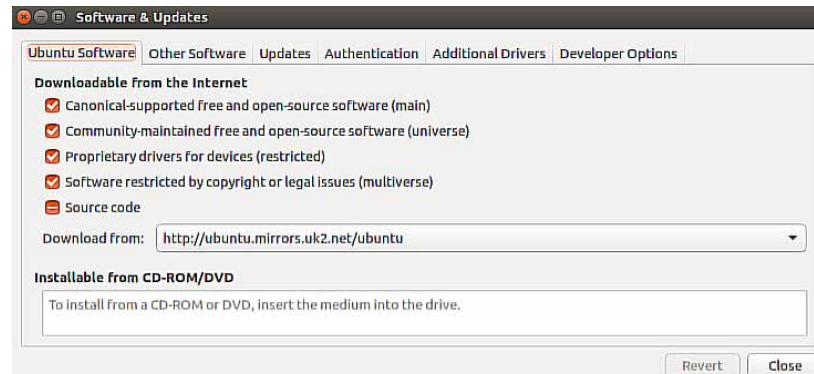 Software & Updates
Ubuntu Software Other Software Updates Authentication Additional Drivers Developer Options
Downloadable from the Internet
Canonical-supported free and open-source software (main)
Community-maintained free and open-source software (universe)
Proprietary drivers for devices (restricted)
Software restricted by copyright or legal issues (multiverse)
Source code
Download from: http://ubuntu.mirrors.uk2.net/ubuntu
Installable from CD-ROM/DVD
To install from a CD-ROM or DVD, insert the medium into the drive.
Revert Close